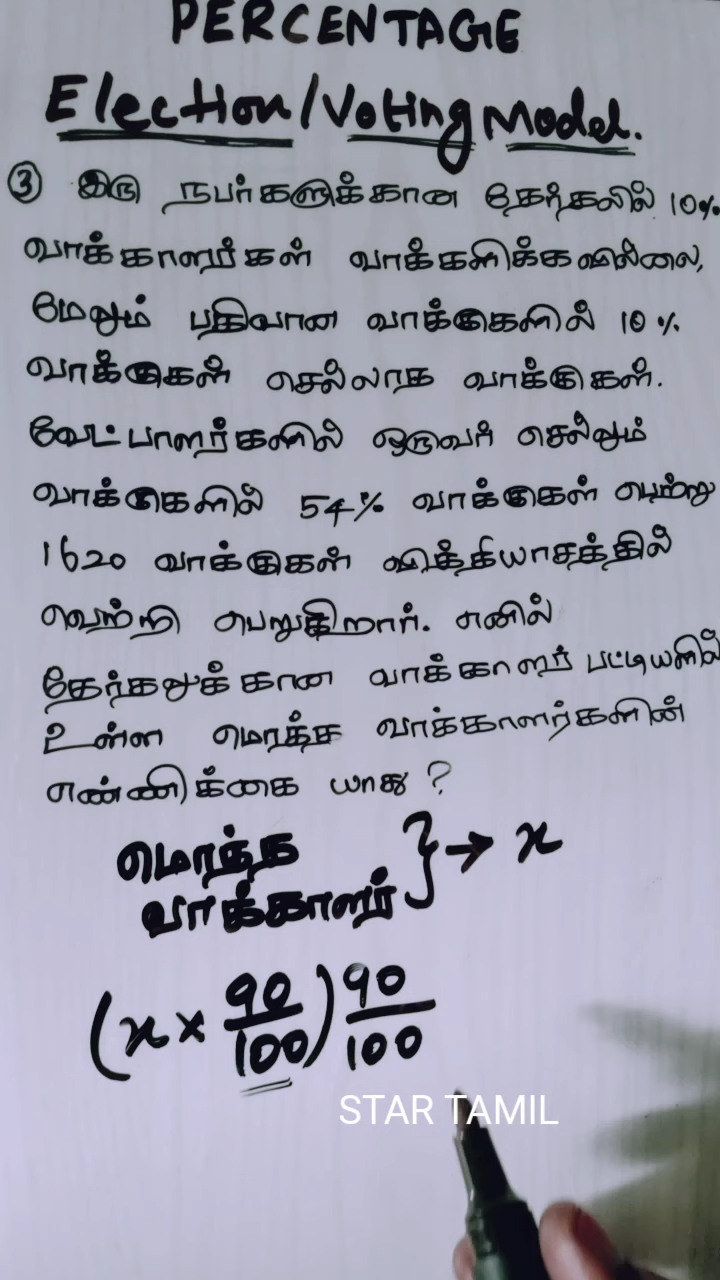 PERCENTAGE
Election/Voting Model.
③ இரு நபர்களுக்கான தேர்தலில் 10%
வாக்காளர்கள் வாக்களிக்கவில்லை,
மேலும் பதிவான வாக்குகளில் 10%
வாக்குகள் செல்லாத வாக்குகள்.
வேட்பாளர்களில் ஒருவர் செல்லும்
வாக்குகளில் 54% வாக்குகள் பெற்று
1620 வாக்குகள் வித்தியாசத்தில்
வெற்றி பெறுகிறார். எனில்
தேர்தலுக்கான வாக்காளர் பட்டியலில்
உள்ள மொத்த வாக்காளர்களின்
எண்ணிக்கை யாது?
மொத்த
வாக்காளர் } → x
(x × 90/100) 90/100
STAR TAMIL